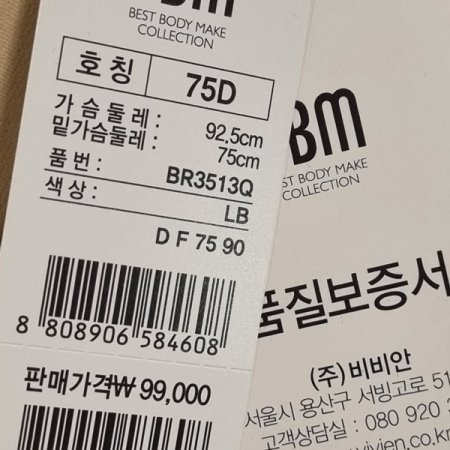 BM
BEST BODY MAKE
COLLECTION
호칭 75D
가슴둘레 : 92.5cm
밑가슴둘레 : 75cm
품번 : BR3513Q
색상 : LB
D F 75 90
8 808906 584608
판매가격₩ 99,000
BM
BEST BODY MAKE
COLLECTION
품질보증서
(주) 비비안
서울시 용산구 서빙고로 51
고객상담실 : 080 920
vivien.co.k